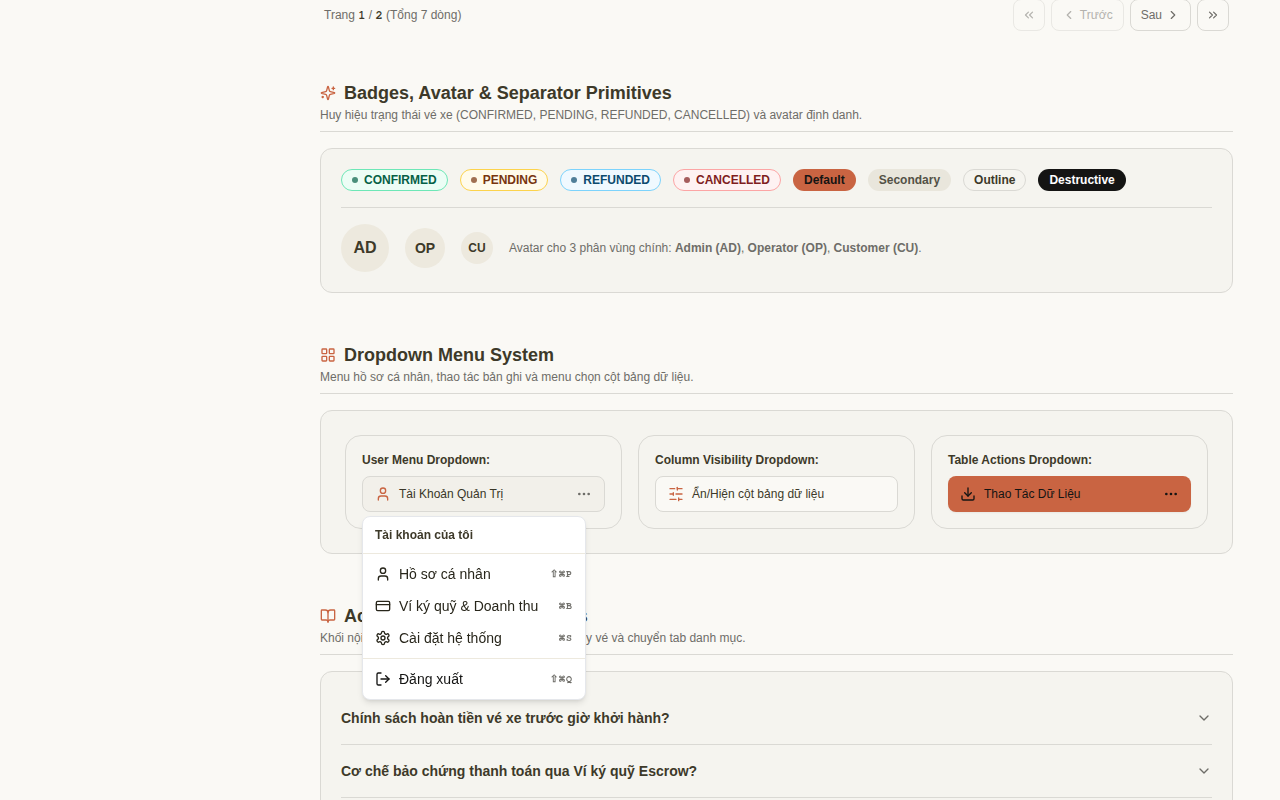 Trang 1 / 2 (Tổng 7 dòng)
Trước
Sau
Badges, Avatar & Separator Primitives
Huy hiệu trạng thái vé xe (CONFIRMED, PENDING, REFUNDED, CANCELLED) và avatar định danh.
CONFIRMED
PENDING
REFUNDED
CANCELLED
Default
Secondary
Outline
Destructive
AD
OP
CU
Avatar cho 3 phân vùng chính: Admin (AD), Operator (OP), Customer (CU).
Dropdown Menu System
Menu hồ sơ cá nhân, thao tác bản ghi và menu chọn cột bảng dữ liệu.
User Menu Dropdown:
Tài Khoản Quản Trị
Column Visibility Dropdown:
Ẩn/Hiện cột bảng dữ liệu
Table Actions Dropdown:
Thao Tác Dữ Liệu
Tài khoản của tôi
Hồ sơ cá nhân ⇧⌘P
Ví ký quỹ & Doanh thu ⌘B
Cài đặt hệ thống ⌘S
Đăng xuất ⇧⌘Q
Khối nội
vé và chuyển tab danh mục.
Chính sách hoàn tiền vé xe trước giờ khởi hành?
Cơ chế bảo chứng thanh toán qua Ví ký quỹ Escrow?